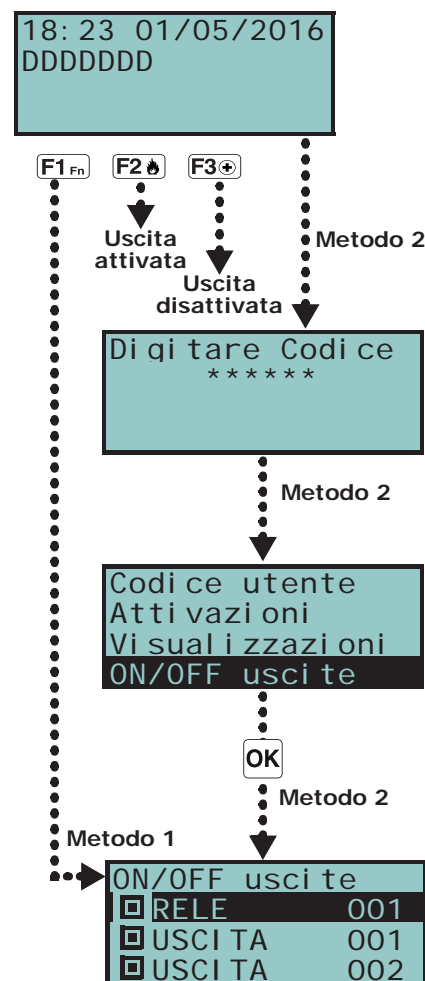 18:23 01/05/2016
DDDDDDD
F1 Fn F2 F3
Uscita
attivata
Uscita
disattivata
Metodo 2
Digitare Codice
******
Metodo 2
Codice utente
Attivazioni
Visualizzazioni
ON/OFF uscite
OK
Metodo 2
Metodo 1
ON/OFF uscite
RELE 001
USCITA 001
USCITA 002